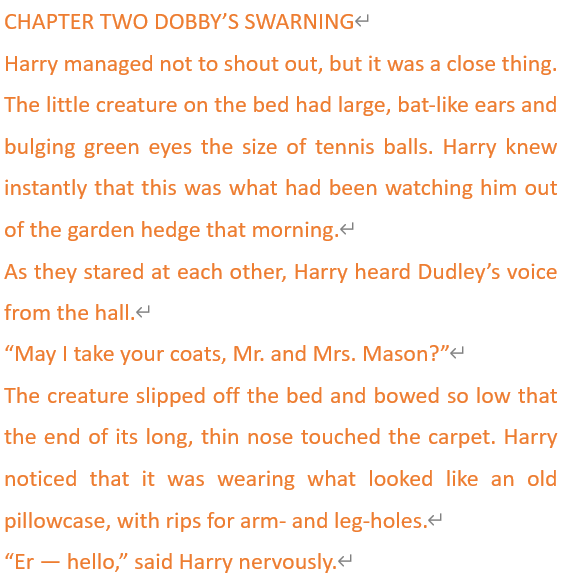 CHAPTER TWO DOBBY’S SWARNING
Harry managed not to shout out, but it was a close thing.
The little creature on the bed had large, bat-like ears and
bulging green eyes the size of tennis balls. Harry knew
instantly that this was what had been watching him out
of the garden hedge that morning.
As they stared at each other, Harry heard Dudley’s voice
from the hall.
“May I take your coats, Mr. and Mrs. Mason?”
The creature slipped off the bed and bowed so low that
the end of its long, thin nose touched the carpet. Harry
noticed that it was wearing what looked like an old
pillowcase, with rips for arm- and leg-holes.
“Er — hello,” said Harry nervously.